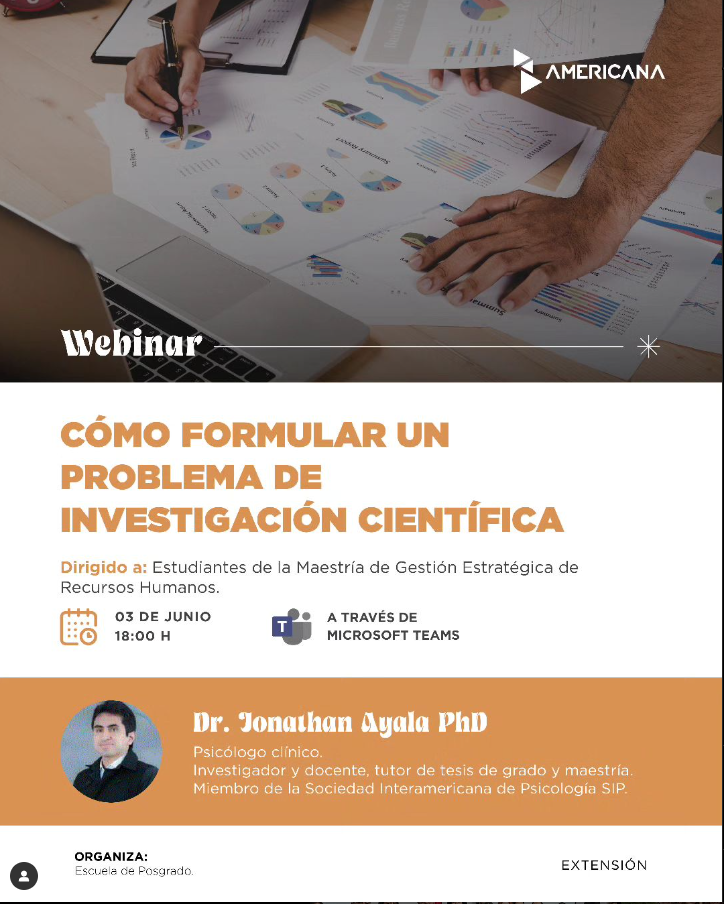 AMERICANA
Summary Report
Webinar
CÓMO FORMULAR UN
PROBLEMA DE
INVESTIGACIÓN CIENTÍFICA
Dirigido a: Estudiantes de la Maestría de Gestión Estratégica de
Recursos Humanos.
03 DE JUNIO
18:00 H
A TRAVÉS DE
MICROSOFT TEAMS
T
Dr. Jonathan Ayala PhD
Psicólogo clínico.
Investigador y docente, tutor de tesis de grado y maestría.
Miembro de la Sociedad Interamericana de Psicología SIP.
ORGANIZA:
Escuela de Posgrado.
EXTENSIÓN